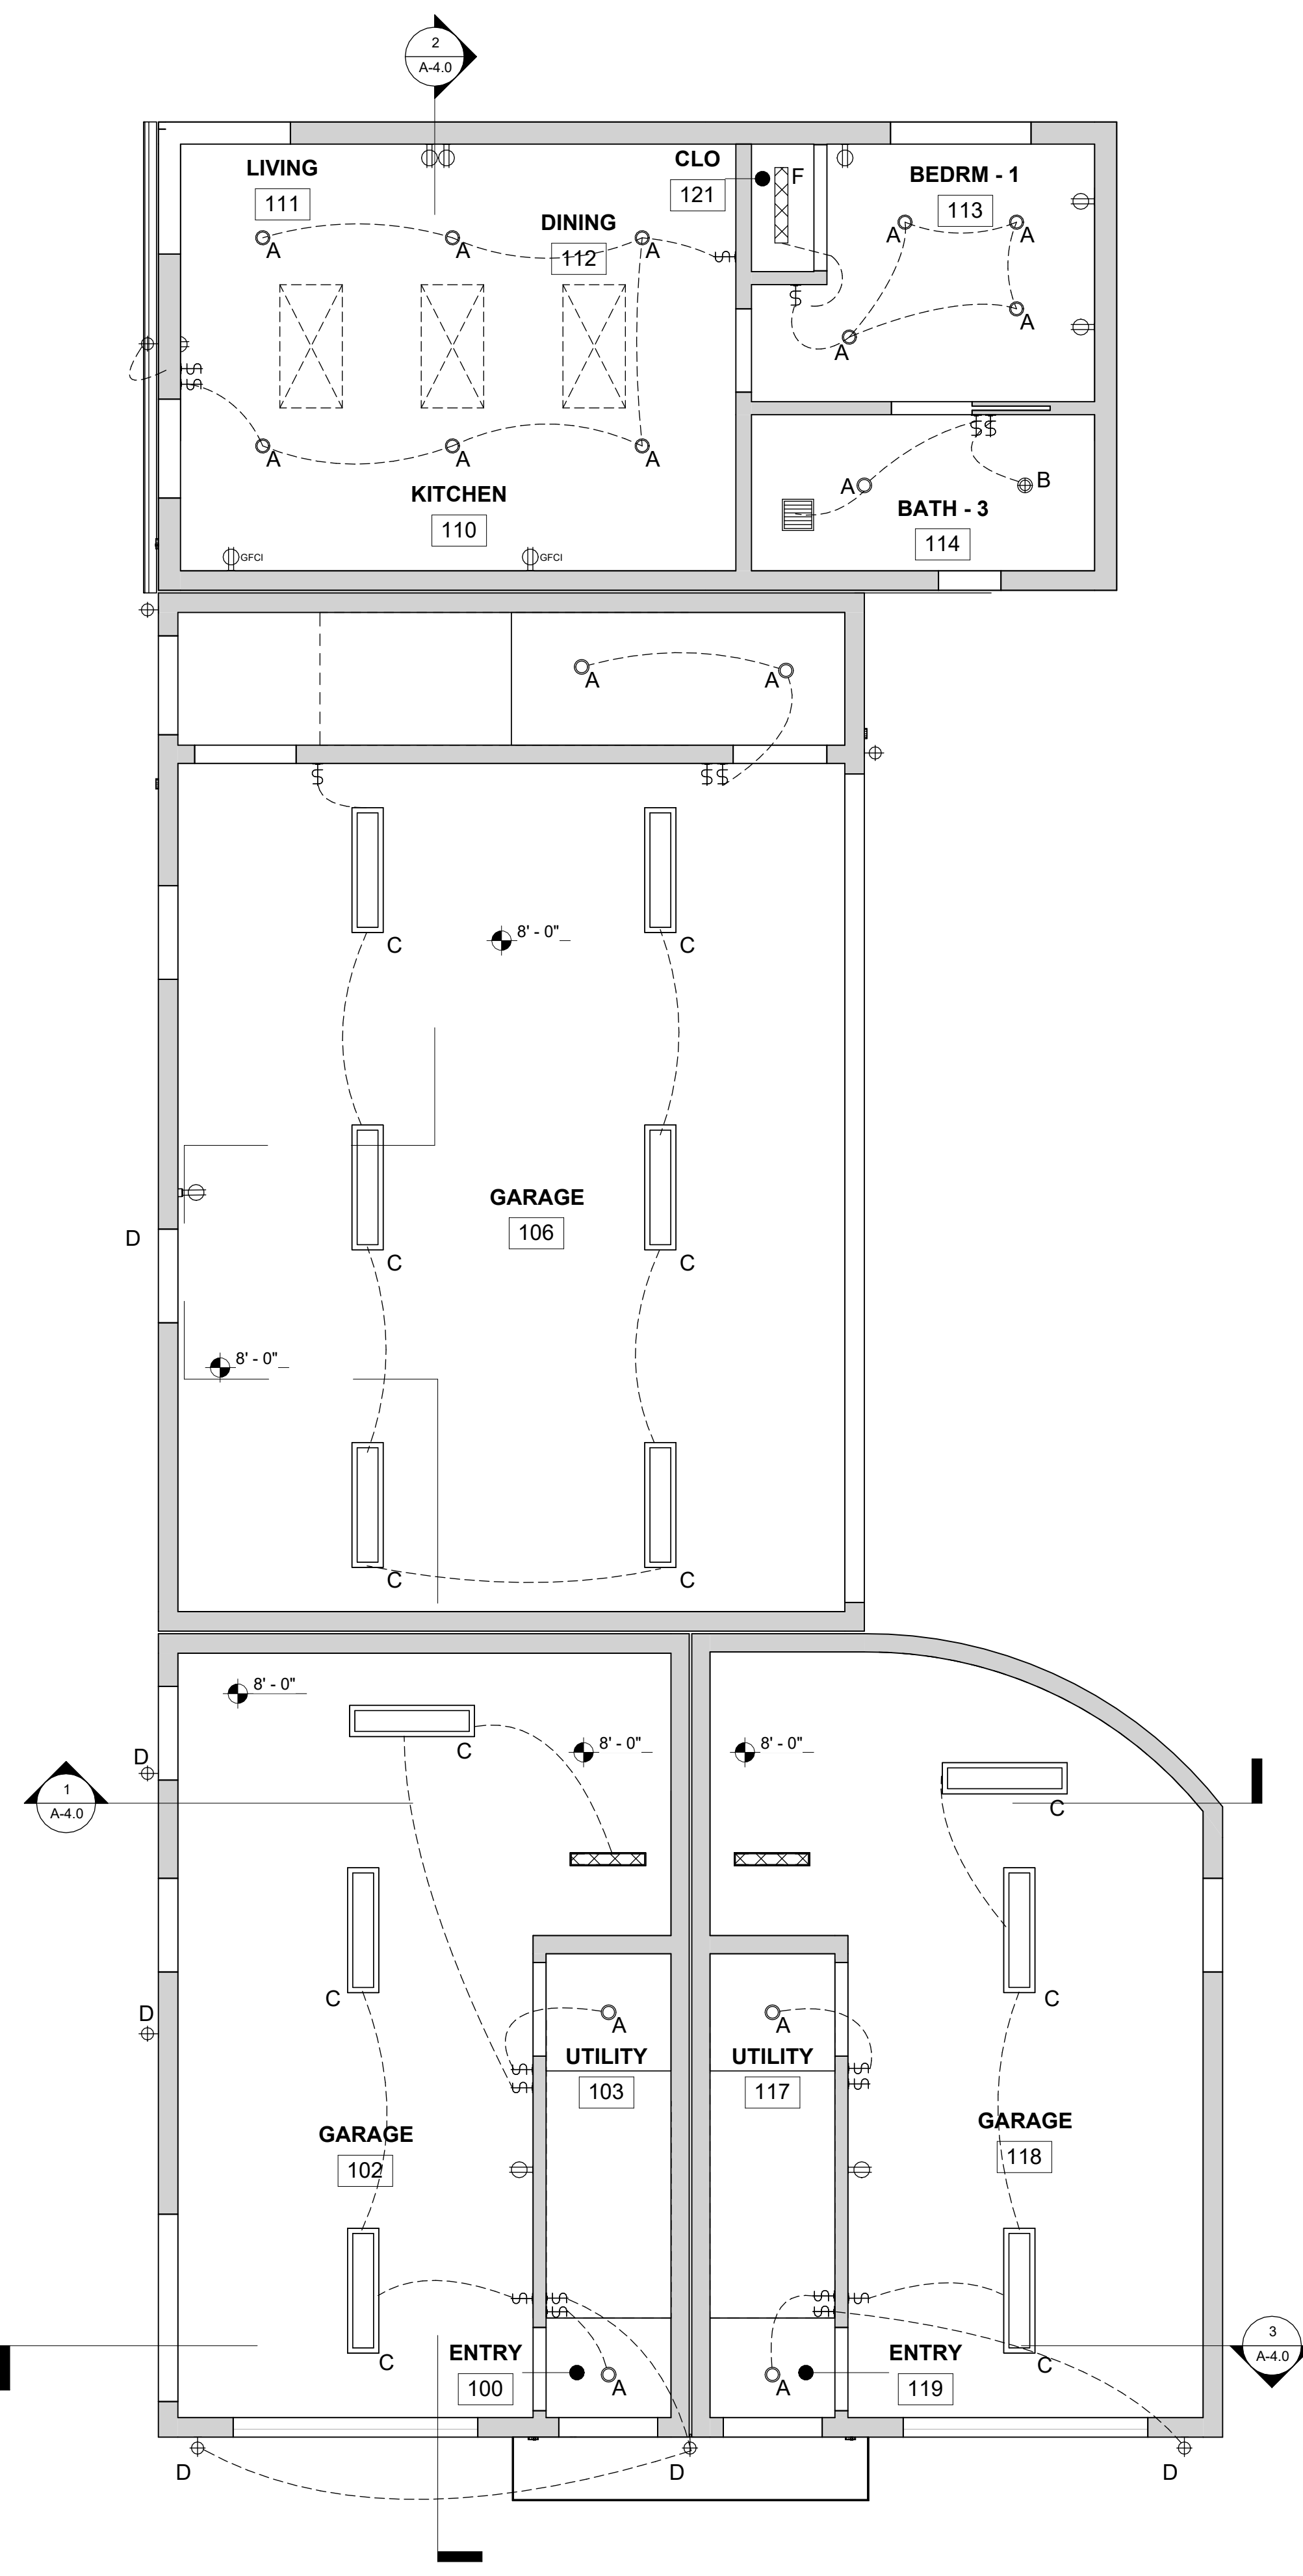 2
A-4.0
LIVING
111
CLO
121
F
BEDRM - 1
113
DINING
112
A
A
A
A
A
A
A
A
A
A
KITCHEN
110
GFCI
GFCI
A
B
BATH - 3
114
A
A
$
$
$
C
8' - 0"
C
GARAGE
106
D
C
C
8' - 0"
C
C
8' - 0"
D
C
8' - 0"
8' - 0"
1
A-4.0
C
C
C
D
A
A
UTILITY
103
UTILITY
117
GARAGE
102
GARAGE
118
ENTRY
100
C
A
A
ENTRY
119
C
3
A-4.0
D
D
D